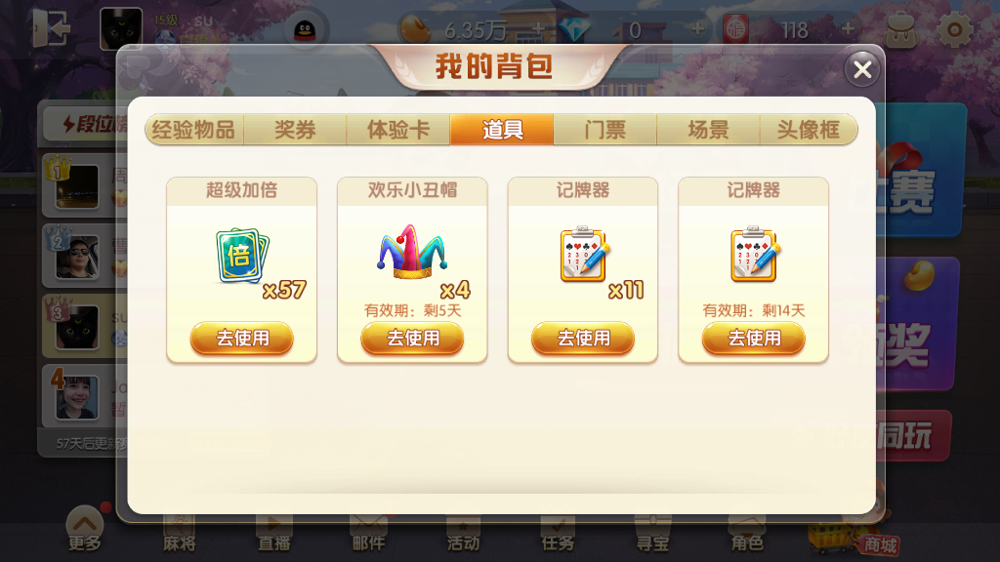 15级 SU
6.35万
0
118
我的背包
经验物品 奖券 体验卡 道具 门票 场景 头像框
段位榜
超级加倍
x57
去使用
欢乐小丑帽
x4
有效期：剩5天
去使用
记牌器
x11
去使用
记牌器
有效期：剩14天
去使用
倍
1
2
3
4
比赛
领奖
同玩
57天后更新
更多 麻将 直播 邮件 活动 任务 寻宝 角色 商城